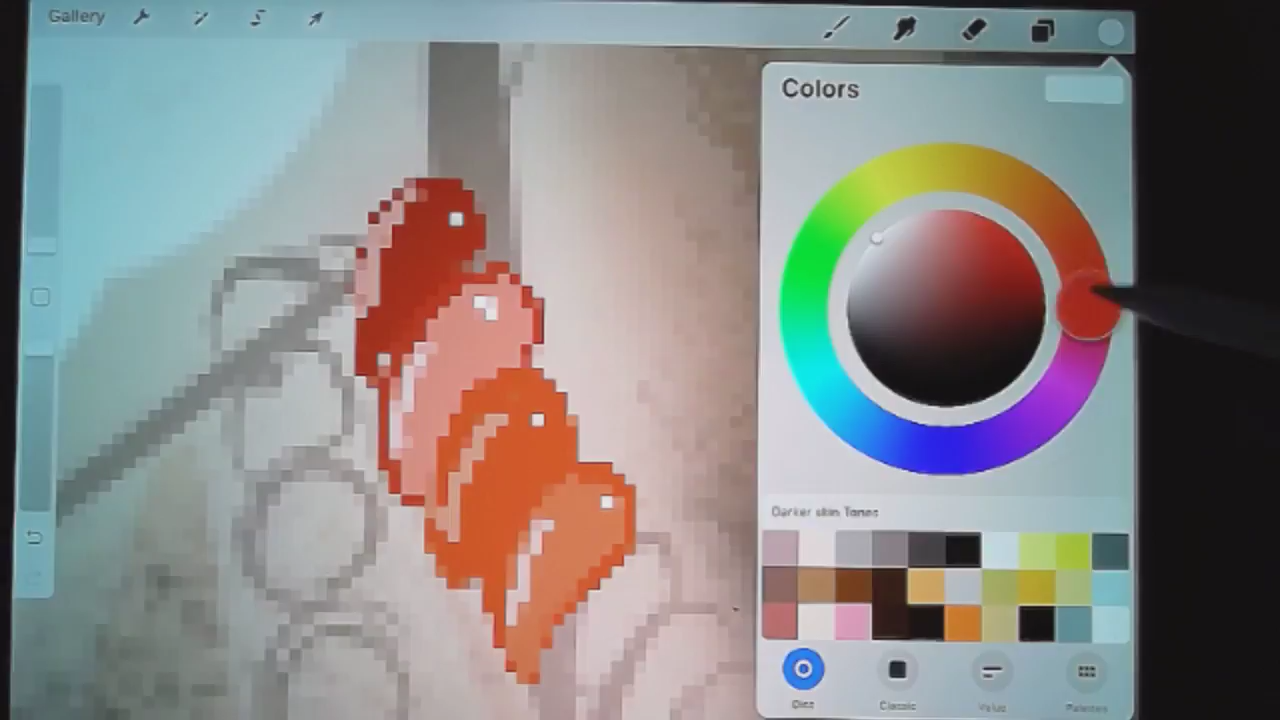 Gallery
Colors
Darker skin Tones
Disc
Classic
Value
Palettes